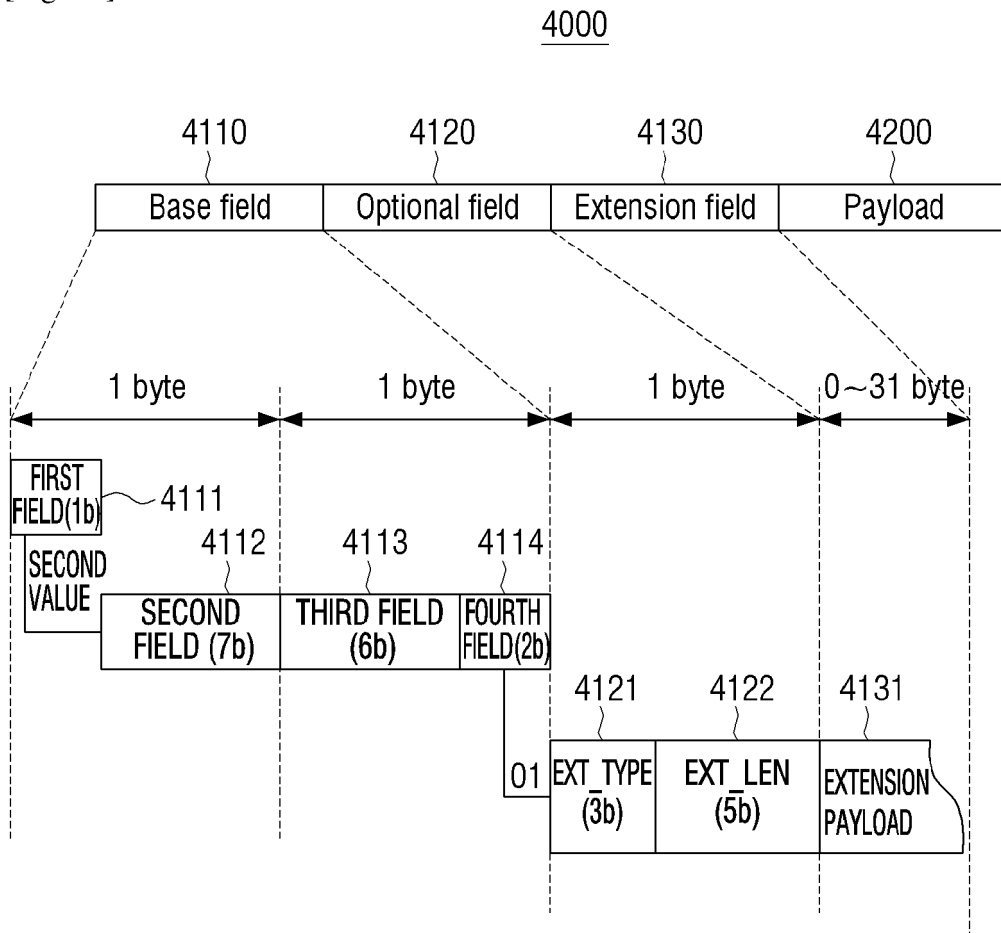 4000
4110 4120 4130 4200
Base field Optional field Extension field Payload
1 byte 1 byte 1 byte 0~31 byte
FIRST
FIELD(1b)
4111
SECOND
VALUE
4112 4113 4114
SECOND
FIELD (7b)
THIRD FIELD
(6b)
FOURTH
FIELD(2b)
4121 4122 4131
01
EXT_TYPE
(3b)
EXT_LEN
(5b)
EXTENSION
PAYLOAD